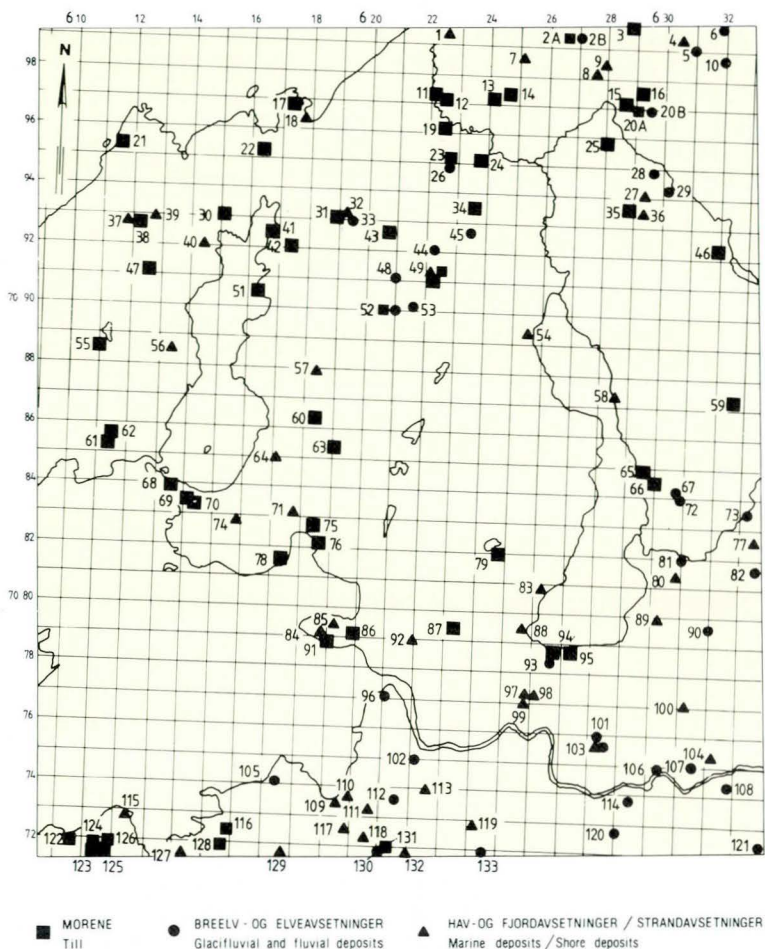 6 10 12 14 16 18 6 20 22 24 26 28 6 30 32
N
1 2A 2B 3 4 6
98 7 9 5
8 10
17 11 12 13 14 15 16
96 18 19 20A 20B
21 22 23 24 25
94 26 28
27 29
37 39 30 31 32 33 34 35 36
92 38 40 41 42 43 44 45 46
47 48 49
70 90 51 52 53
55 56 54
88 57 58 59
86 62 60
61 63
84 64 65 66 67
68 69 70 71 72 73
82 74 75 76 77
78 79 81 82
70 80 83 80
85 89
84 86 87 88 90
78 91 92 94
93 95
76 96 97 98 99 100
101
102 103 104
74 105 110 112 113 106 107 108
115 109 111 114
72 116 117 118 119 120
122 124 126 128 131 121
123 125 127 130 132 133
MORENE
Till
BREELV - OG ELVEAVSETNINGER
Glacifluvial and fluvial deposits
HAV-OG FJORDAVSETNINGER / STRANDAVSETNINGER
Marine deposits / Shore deposits